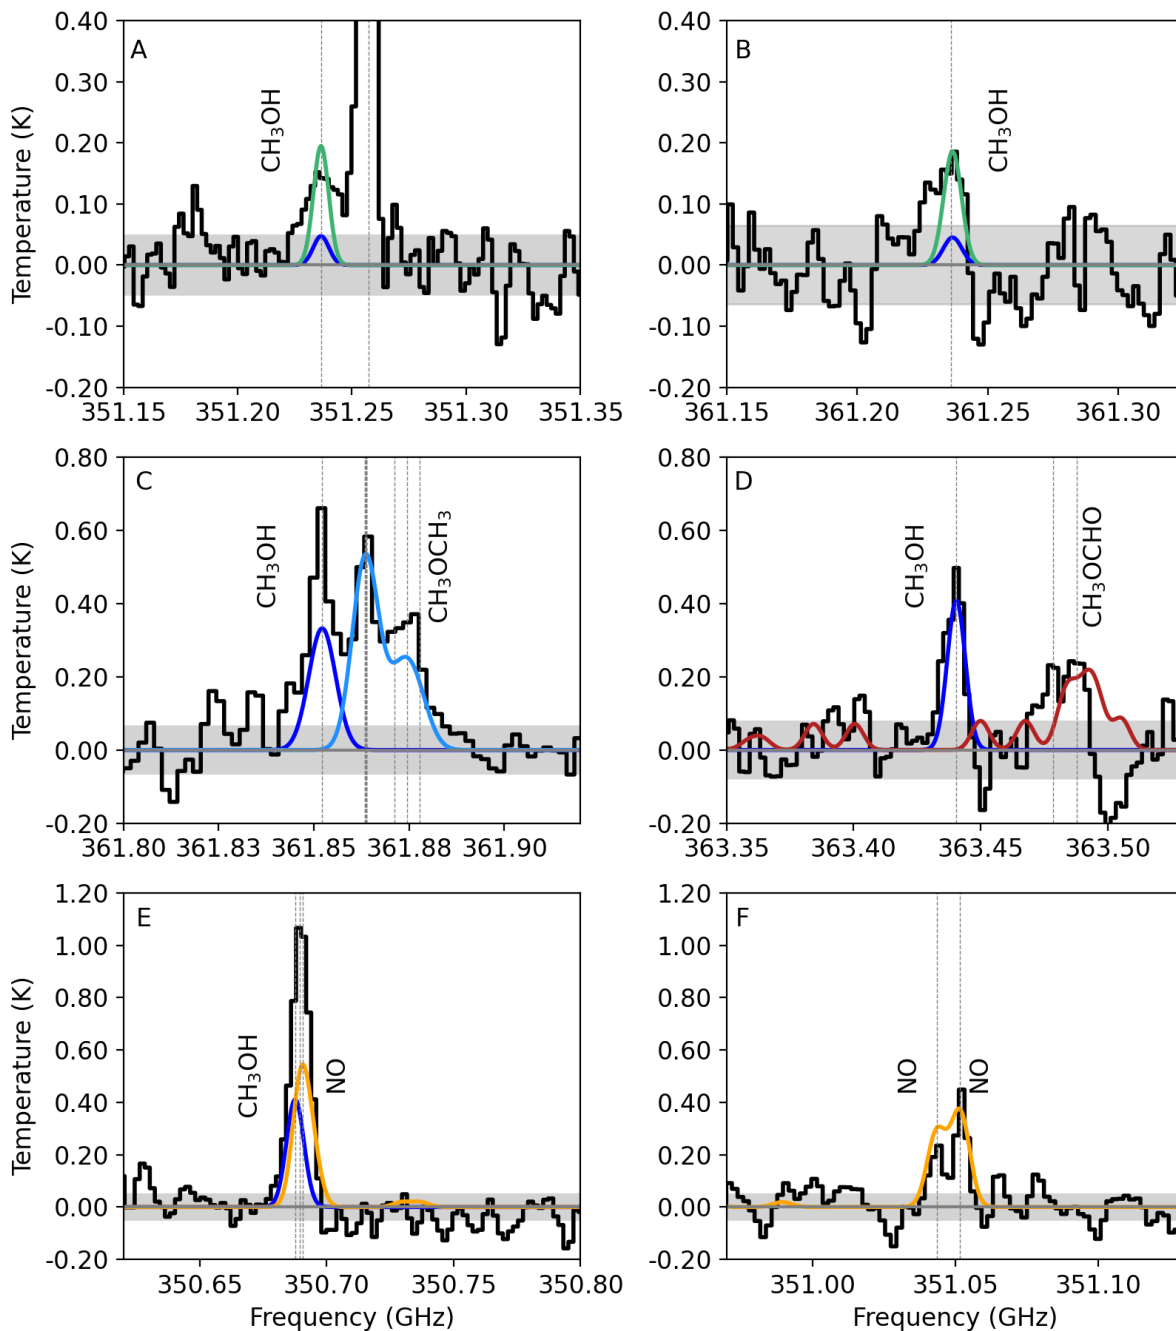 A
B
CH₃OH
CH₃OH
Temperature (K)
0.40
0.30
0.20
0.10
0.00
-0.10
-0.20
351.15 351.20 351.25 351.30 351.35
0.40
0.30
0.20
0.10
0.00
-0.10
-0.20
361.15 361.20 361.25 361.30
C
D
CH₃OH
CH₃OCH₃
CH₃OH
CH₃OCHO
Temperature (K)
0.80
0.60
0.40
0.20
0.00
-0.20
361.80 361.83 361.85 361.88 361.90
0.80
0.60
0.40
0.20
0.00
-0.20
363.35 363.40 363.45 363.50
E
F
CH₃OH
NO
NO
NO
Temperature (K)
1.20
1.00
0.80
0.60
0.40
0.20
0.00
-0.20
350.65 350.70 350.75 350.80
Frequency (GHz)
1.20
1.00
0.80
0.60
0.40
0.20
0.00
-0.20
351.00 351.05 351.10
Frequency (GHz)